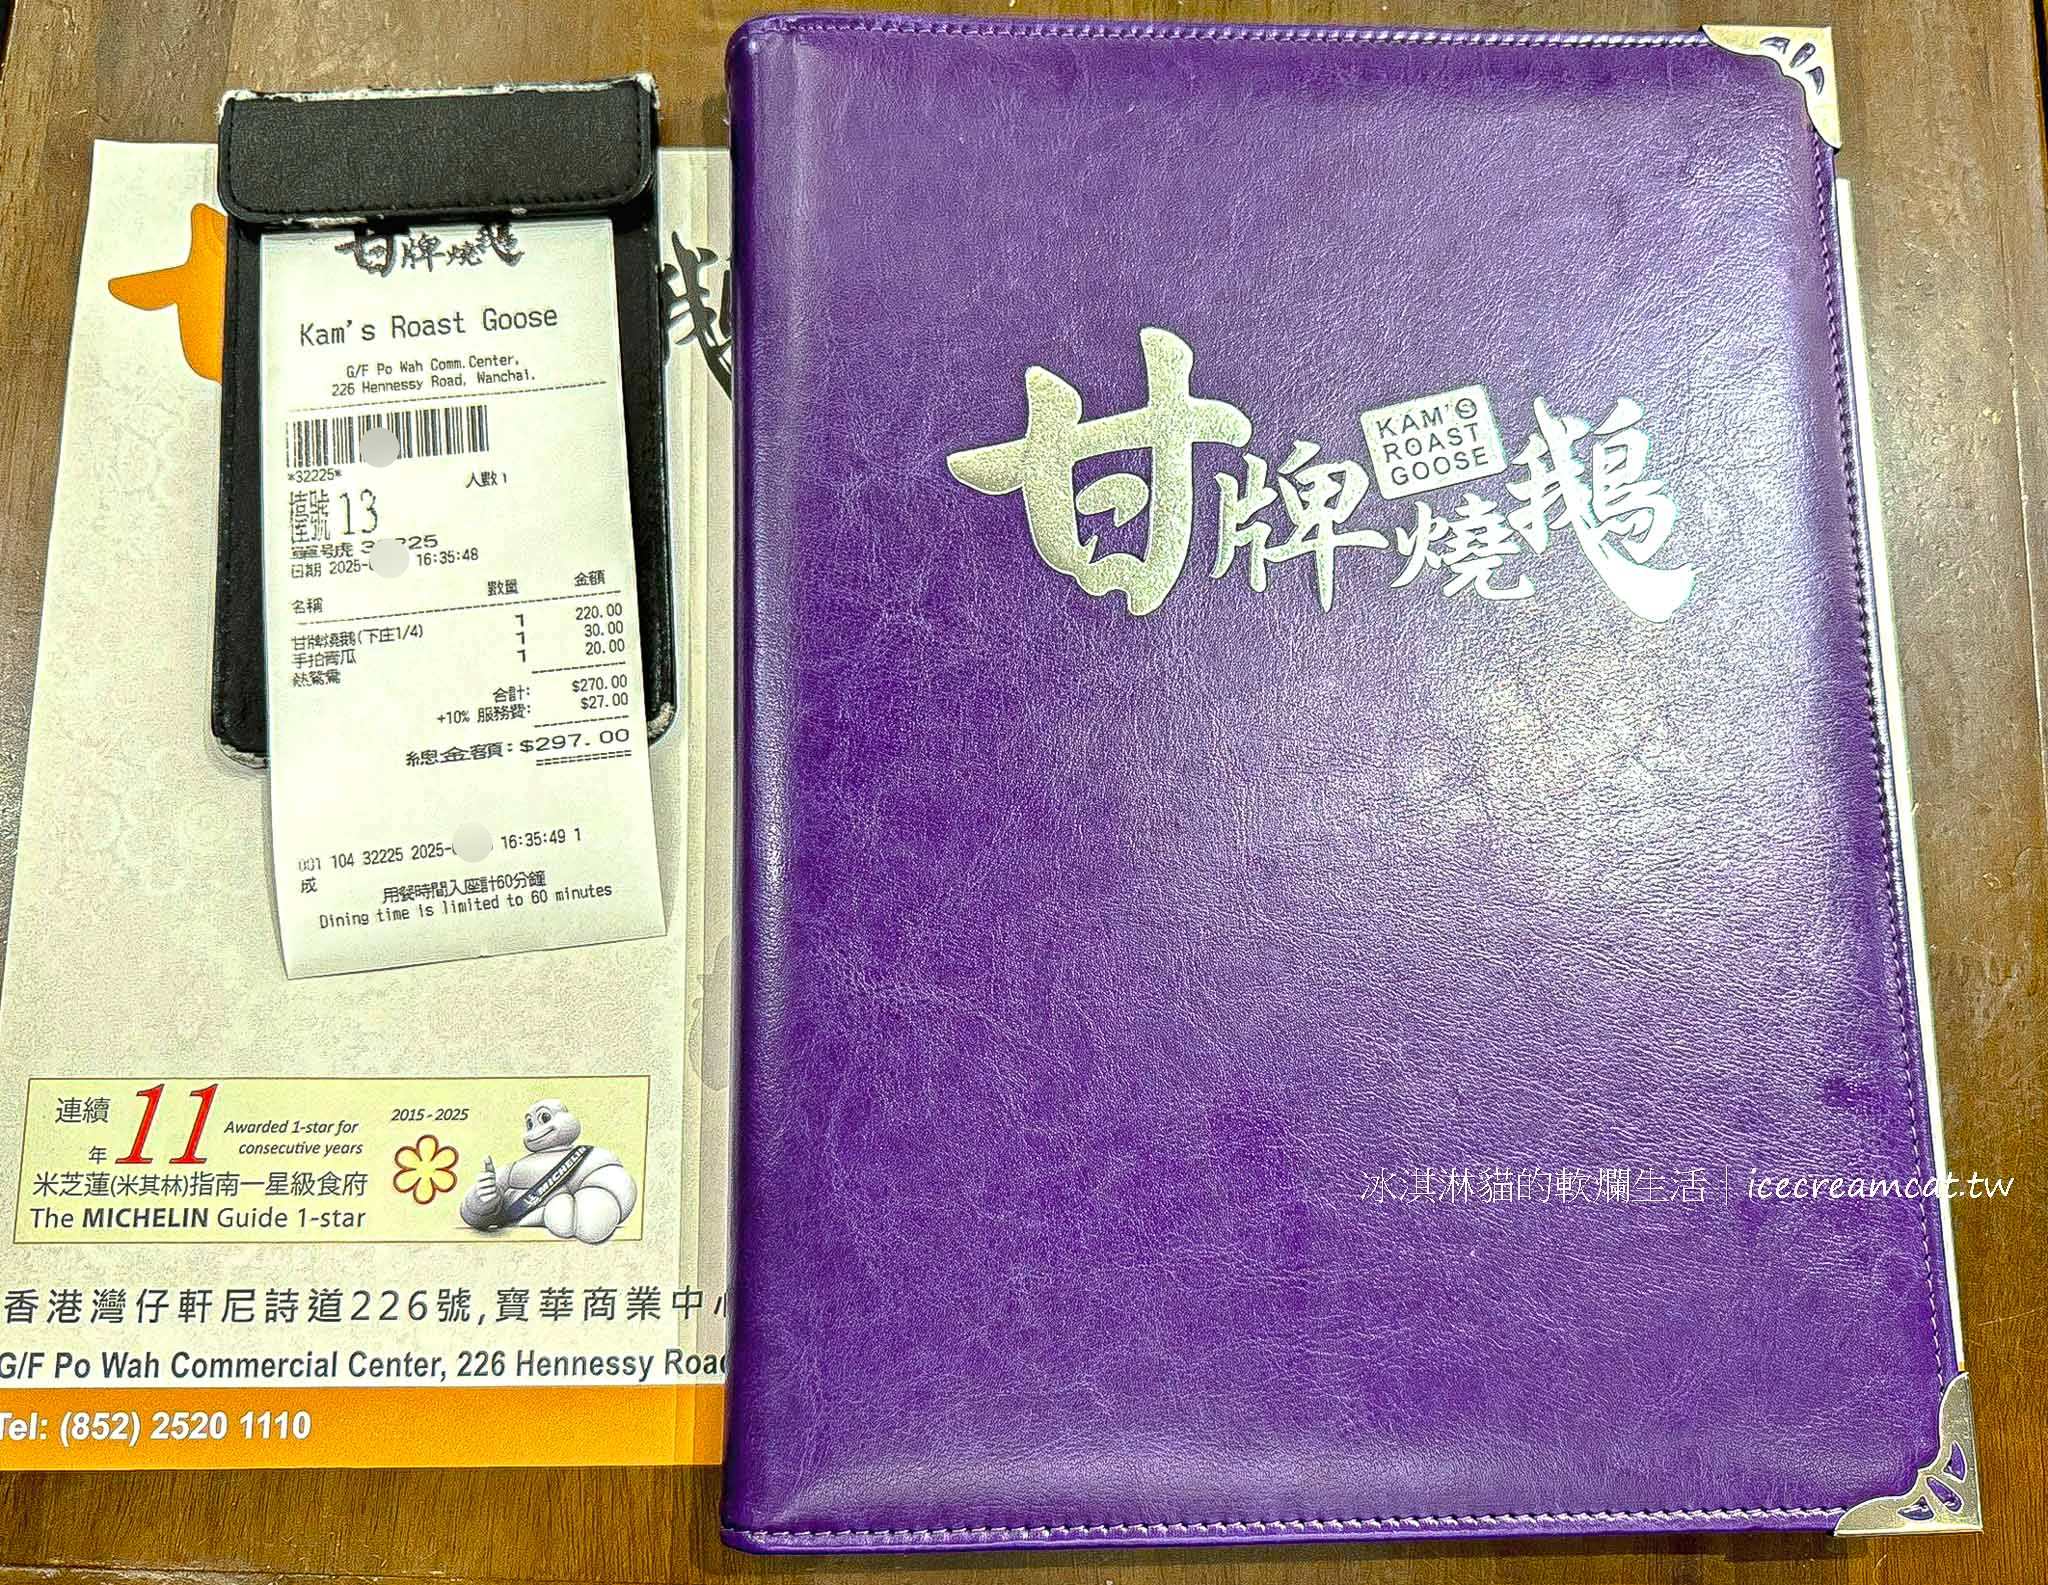 甘牌燒鵝
Kam's Roast Goose
G/F Po Wah Comm.Center,
226 Hennessy Road, Wanchai.
*32225*
人數 1
檯號 13
日期 2025- 16:35:48
名稱 數量 金額
甘牌燒鵝(下庄1/4) 1 220.00
手拍青瓜 1 30.00
熱鴛鴦 1 20.00
合計: $270.00
+10% 服務費: $27.00
總金額: $297.00
001 104 32225 2025- 16:35:49 1
成
用餐時間入座計60分鐘
Dining time is limited to 60 minutes
連續
年
11
Awarded 1-star for
consecutive years
2015 - 2025
MICHELIN
米芝蓮(米其林)指南一星級食府
The MICHELIN Guide 1-star
香港灣仔軒尼詩道226號,寶華商業中
G/F Po Wah Commercial Center, 226 Hennessy Road
Tel: (852) 2520 1110
甘牌燒鵝
KAM'S
ROAST
GOOSE
冰淇淋貓的軟爛生活｜icecreamcat.tw